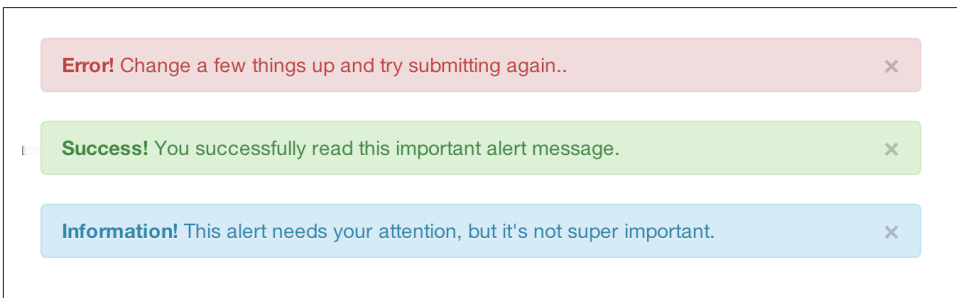 Error! Change a few things up and try submitting again.. ×
Success! You successfully read this important alert message. ×
Information! This alert needs your attention, but it's not super important. ×